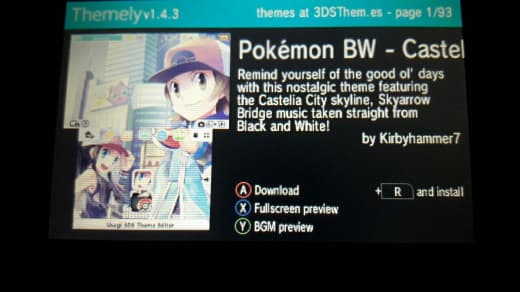 Themely v1.4.3
themes at 3DSThem.es - page 1/93
Pokémon BW - Castel
Remind yourself of the good ol' days
with this nostalgic theme featuring
the Castelia City skyline, Skyarrow
Bridge music taken straight from
Black and White!
by Kirbyhammer7
A Download
+ R and install
X Fullscreen preview
Y BGM preview
Usagi 3DS Theme Editor